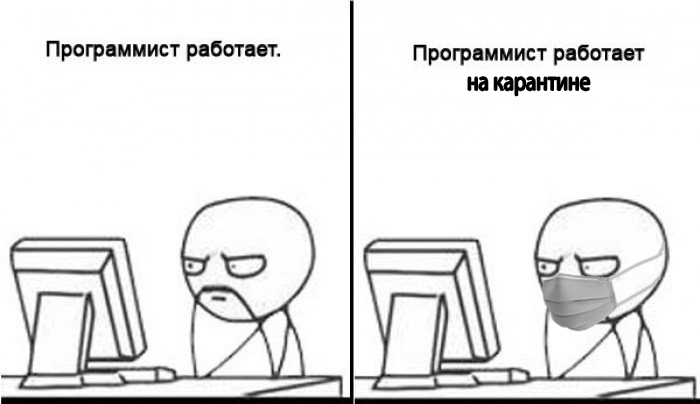 Программист работает.
Программист работает
на карантине